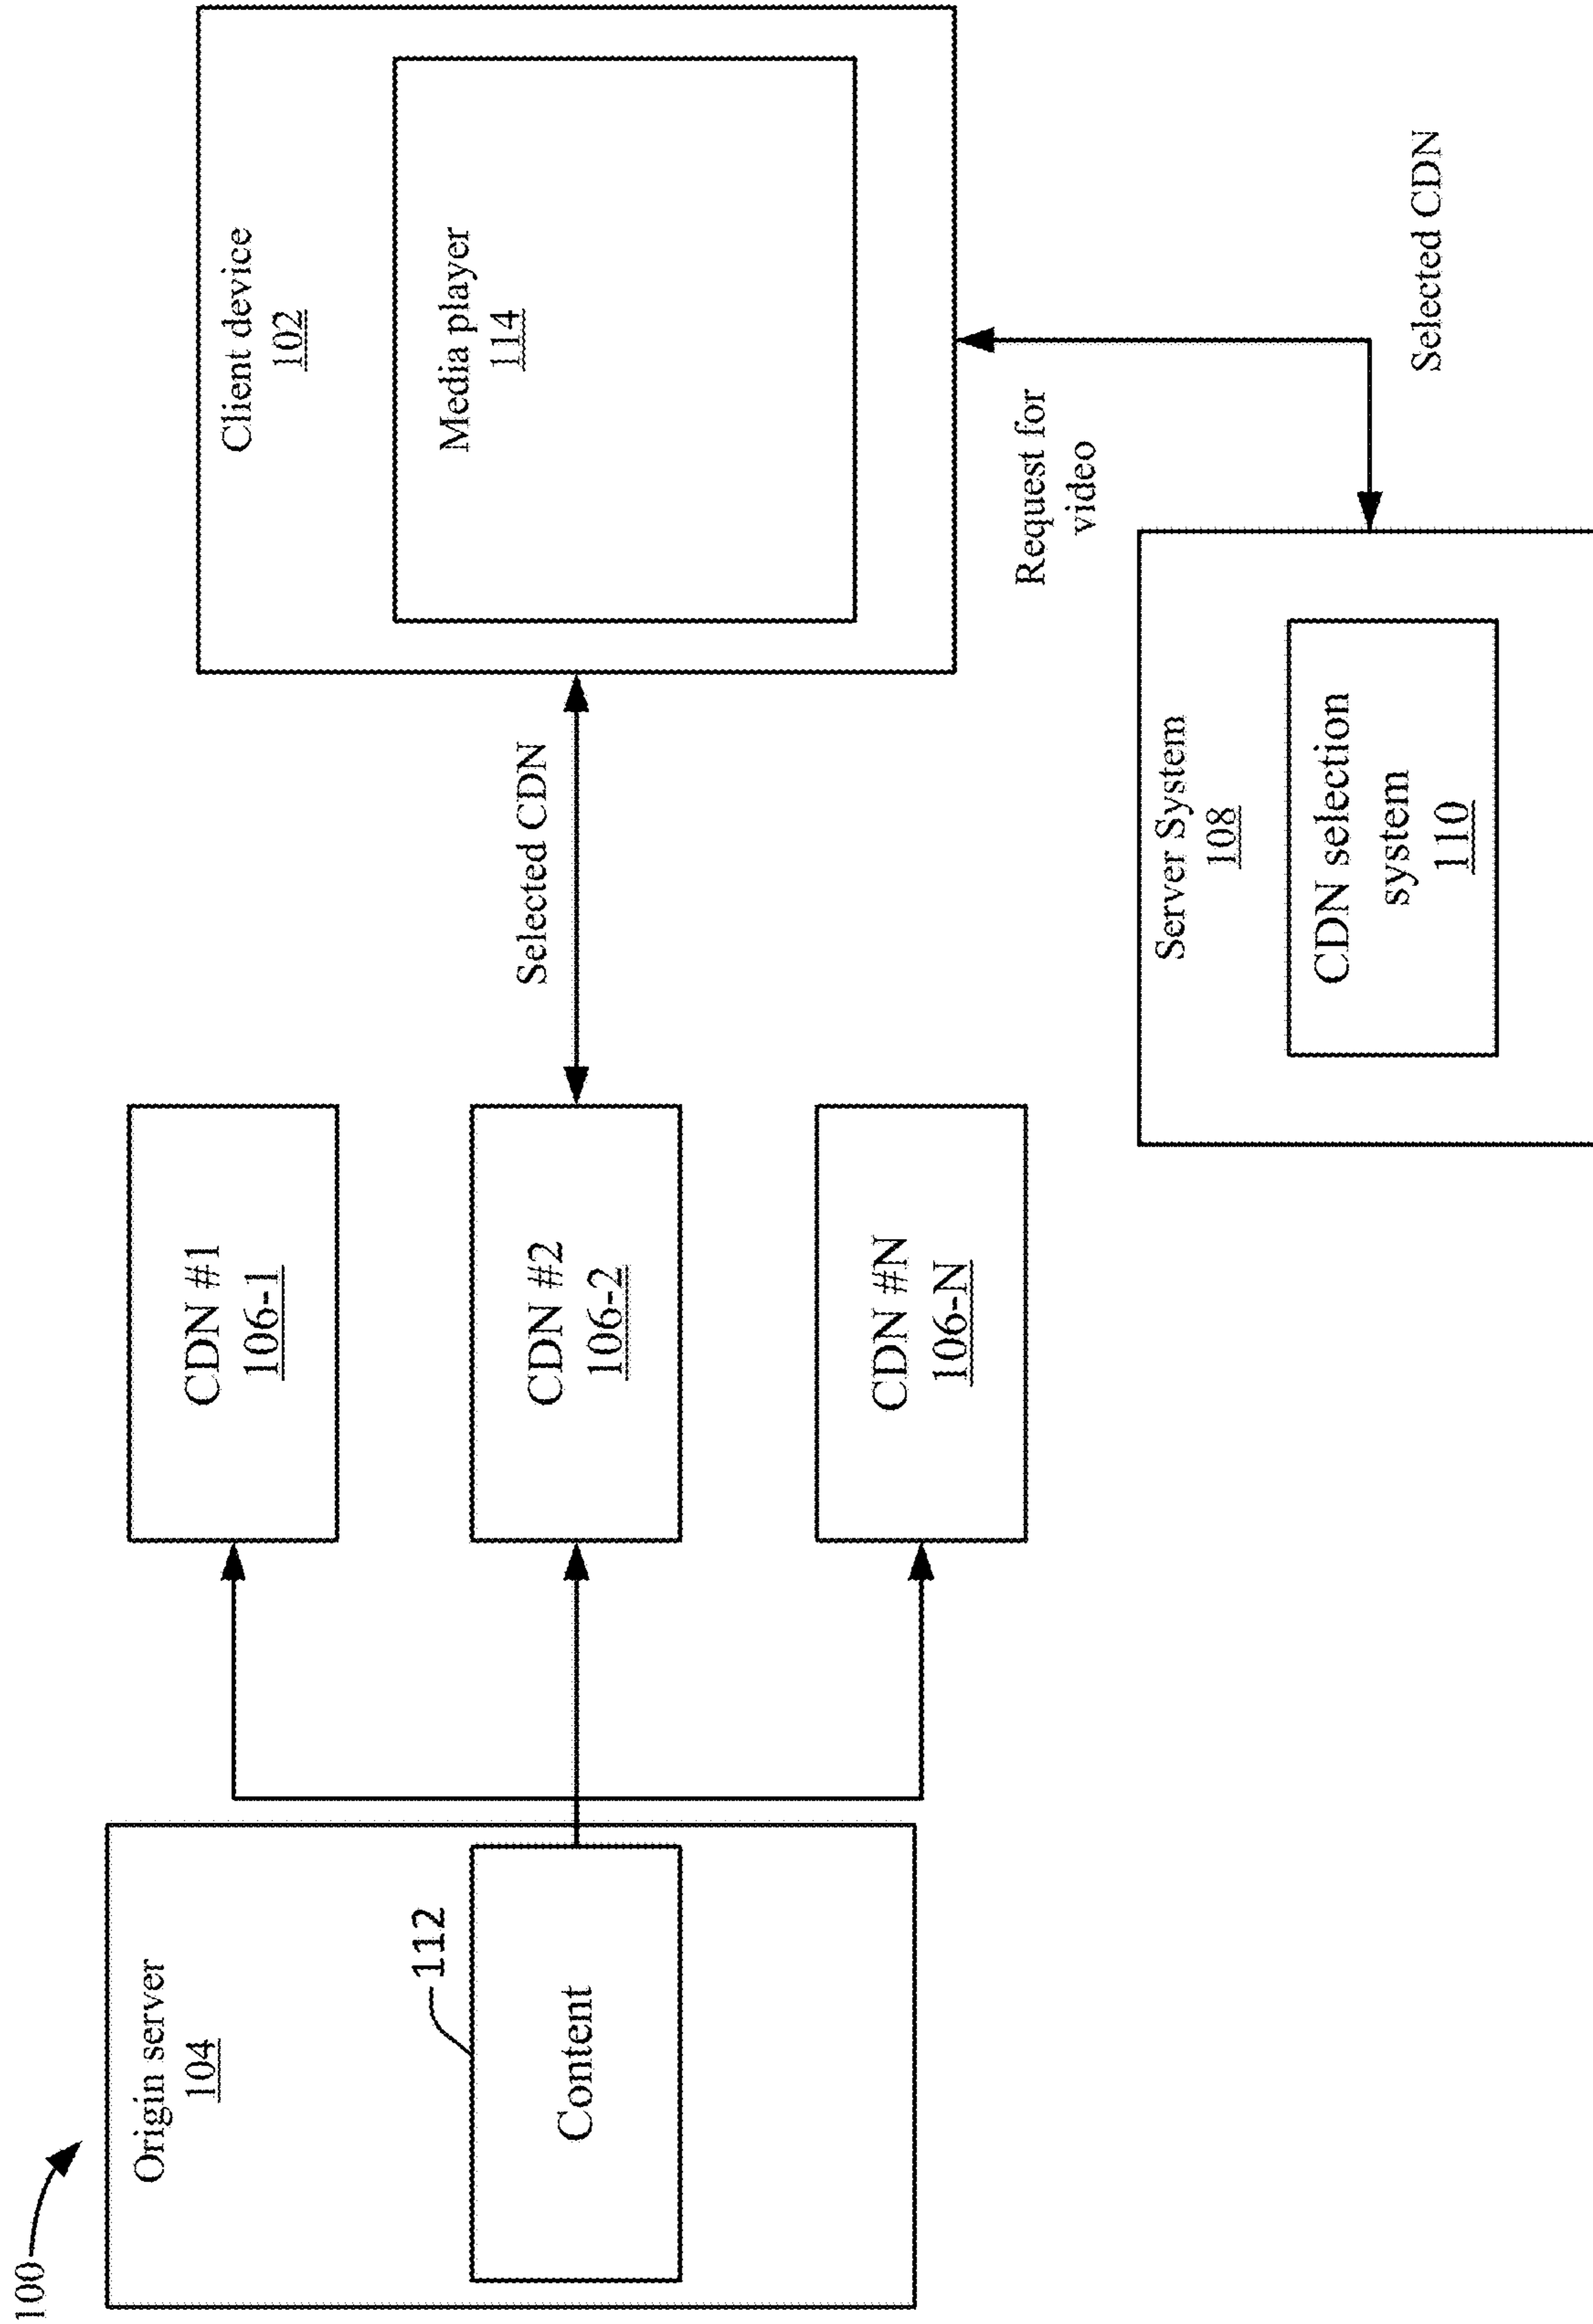 100
Origin server
104
112
Content
CDN #1
106-1
CDN #2
106-2
CDN #N
106-N
Selected CDN
Client device
102
Media player
114
Request for
video
Selected CDN
Server System
108
CDN selection
system
110